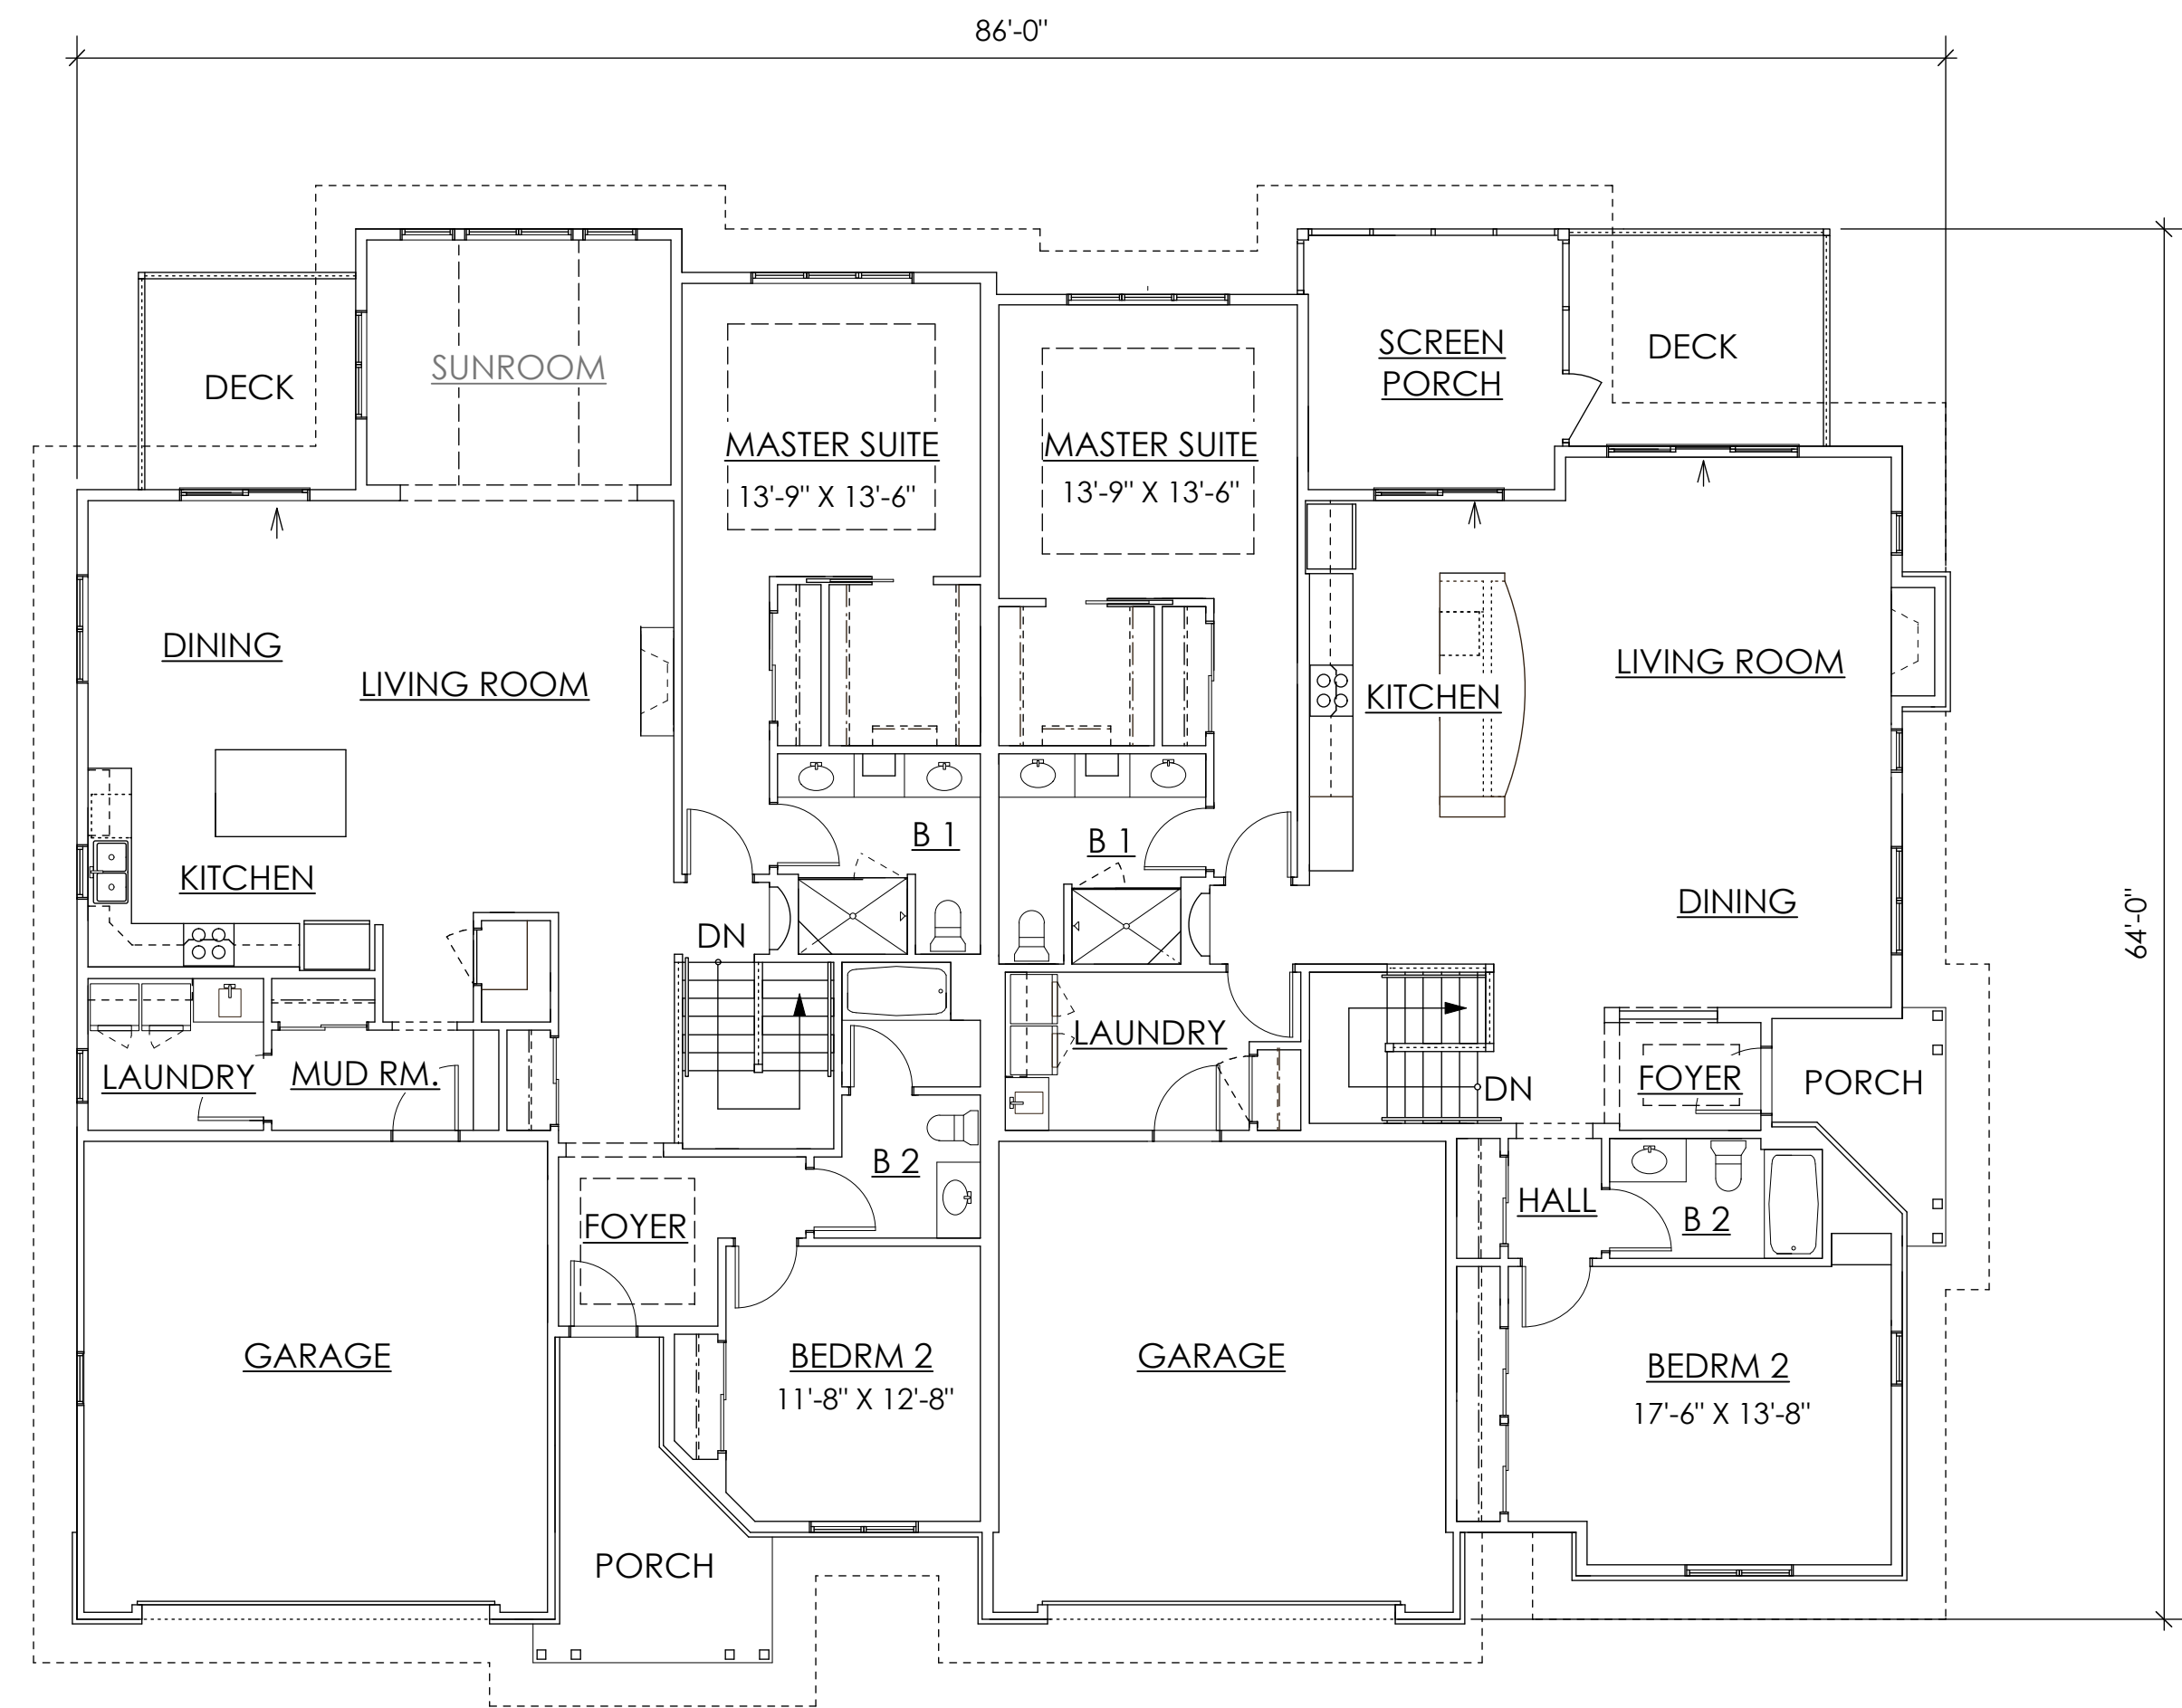 86'-0"
SCREEN
PORCH
DECK
SUNROOM
DECK
MASTER SUITE
13'-9" X 13'-6"
MASTER SUITE
13'-9" X 13'-6"
DINING
LIVING ROOM
KITCHEN
LIVING ROOM
B 1
B 1
KITCHEN
DINING
64'-0"
DN
LAUNDRY
MUD RM.
LAUNDRY
DN
FOYER
PORCH
B 2
HALL
B 2
FOYER
GARAGE
BEDRM 2
11'-8" X 12'-8"
GARAGE
BEDRM 2
17'-6" X 13'-8"
PORCH